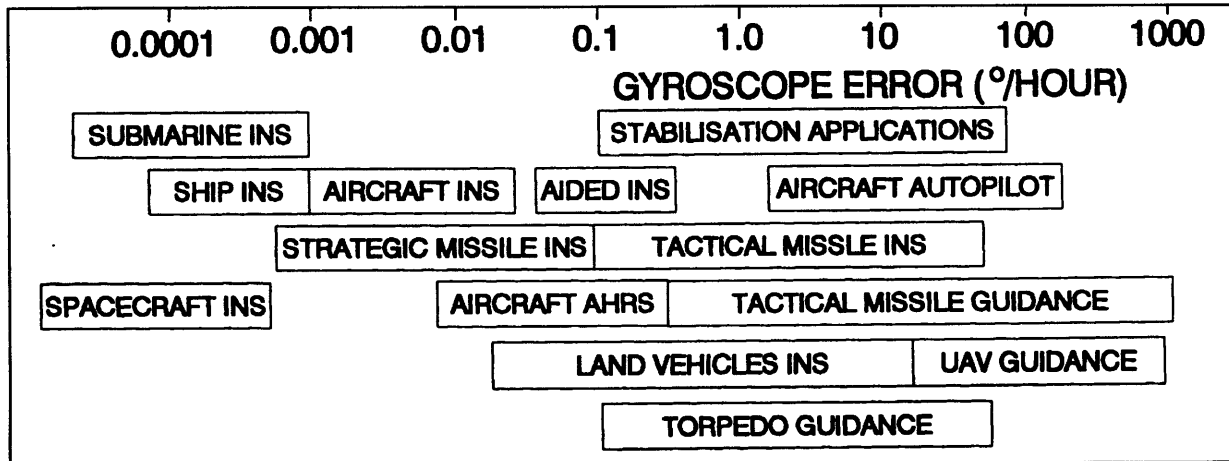 0.0001 0.001 0.01 0.1 1.0 10 100 1000
GYROSCOPE ERROR (°/HOUR)
SUBMARINE INS STABILISATION APPLICATIONS
SHIP INS AIRCRAFT INS AIDED INS AIRCRAFT AUTOPILOT
STRATEGIC MISSILE INS TACTICAL MISSLE INS
SPACECRAFT INS AIRCRAFT AHRS TACTICAL MISSILE GUIDANCE
LAND VEHICLES INS UAV GUIDANCE
TORPEDO GUIDANCE